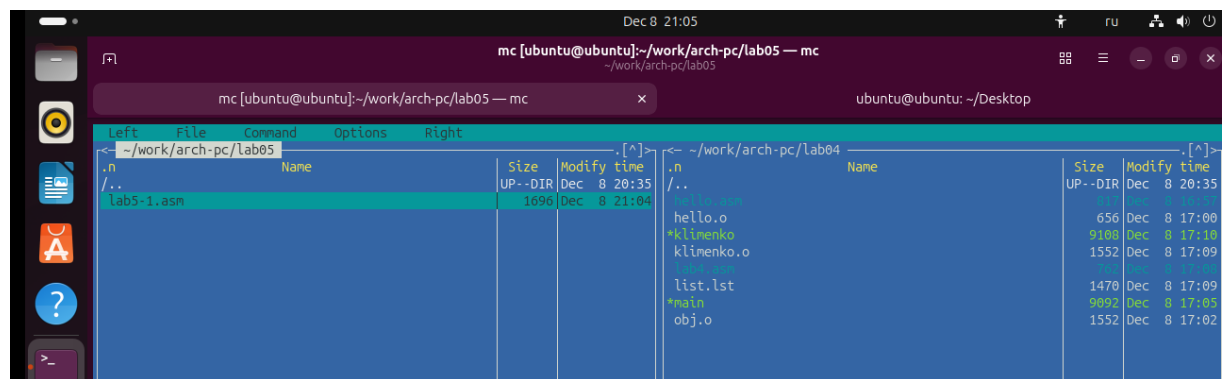 Dec 8 21:05
ru
mc [ubuntu@ubuntu]:~/work/arch-pc/lab05 — mc
~/work/arch-pc/lab05
mc [ubuntu@ubuntu]:~/work/arch-pc/lab05 — mc × ubuntu@ubuntu: ~/Desktop
Left File Command Options Right
<─ ~/work/arch-pc/lab05 ─.[^]> <─ ~/work/arch-pc/lab04 ─.[^]>
.n Name Size Modify time .n Name Size Modify time
/.. UP--DIR Dec 8 20:35 /.. UP--DIR Dec 8 20:35
lab5-1.asm 1696 Dec 8 21:04 hello.asm 817 Dec 8 16:57
hello.o 656 Dec 8 17:00
*klimenko 9108 Dec 8 17:10
klimenko.o 1552 Dec 8 17:09
lab4.asm 762 Dec 8 17:08
list.lst 1470 Dec 8 17:09
*main 9092 Dec 8 17:05
obj.o 1552 Dec 8 17:02